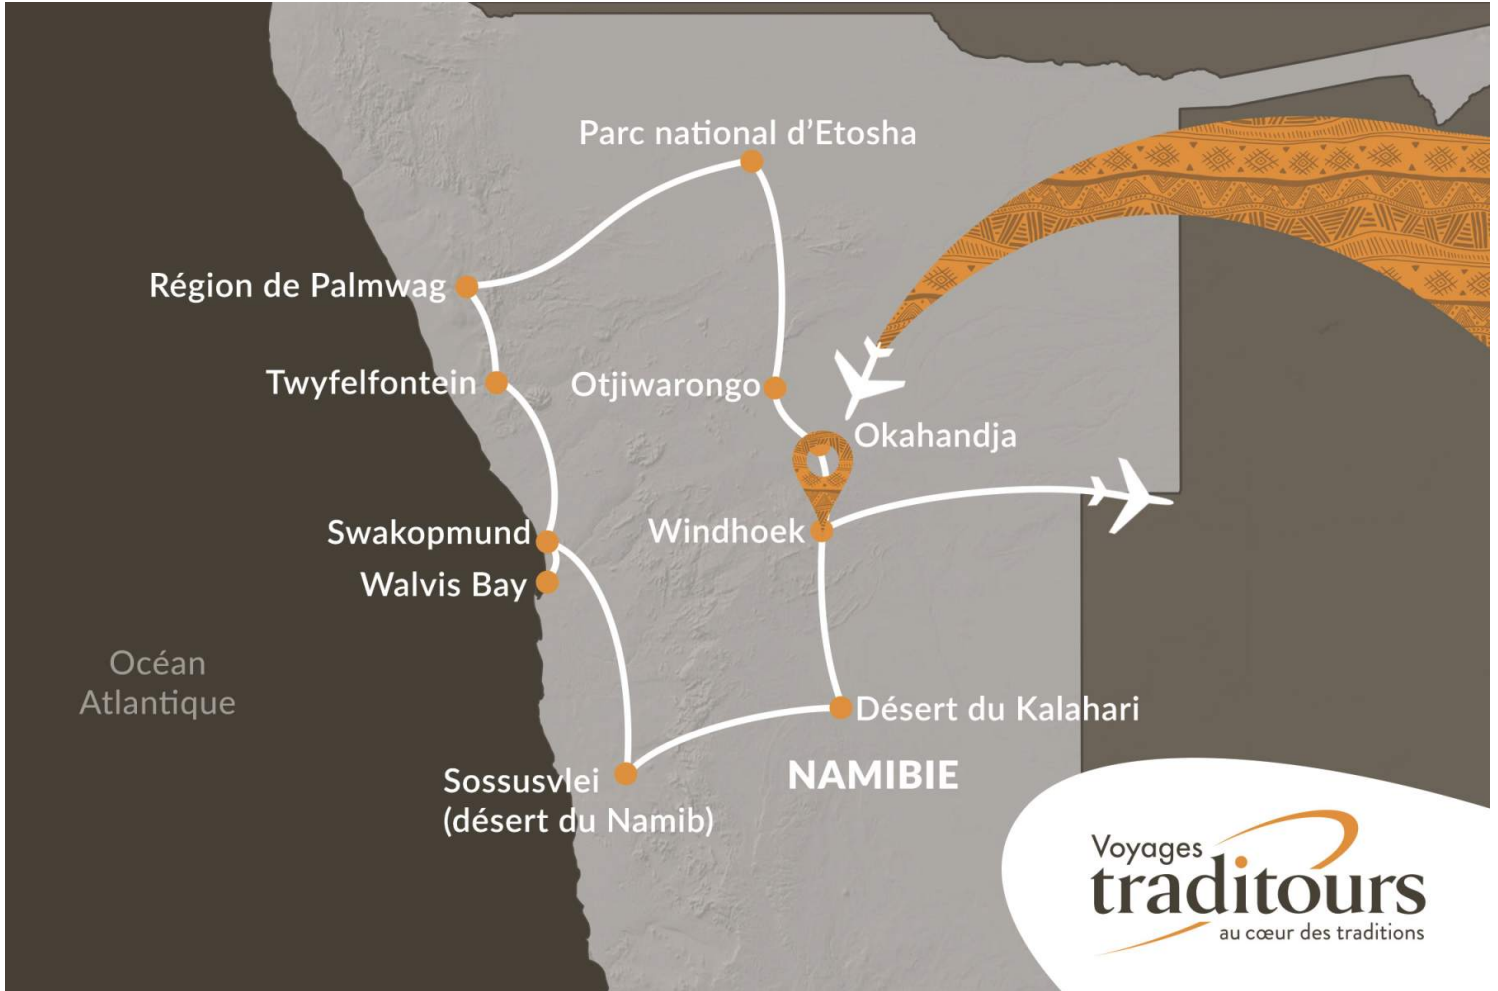 Parc national d'Etosha
Région de Palmwag
Twyfelfontein
Otjiwarongo
Okahandja
Swakopmund
Windhoek
Walvis Bay
Océan
Atlantique
Désert du Kalahari
Sossusvlei
(désert du Namib)
NAMIBIE
Voyages
traditours
au cœur des traditions